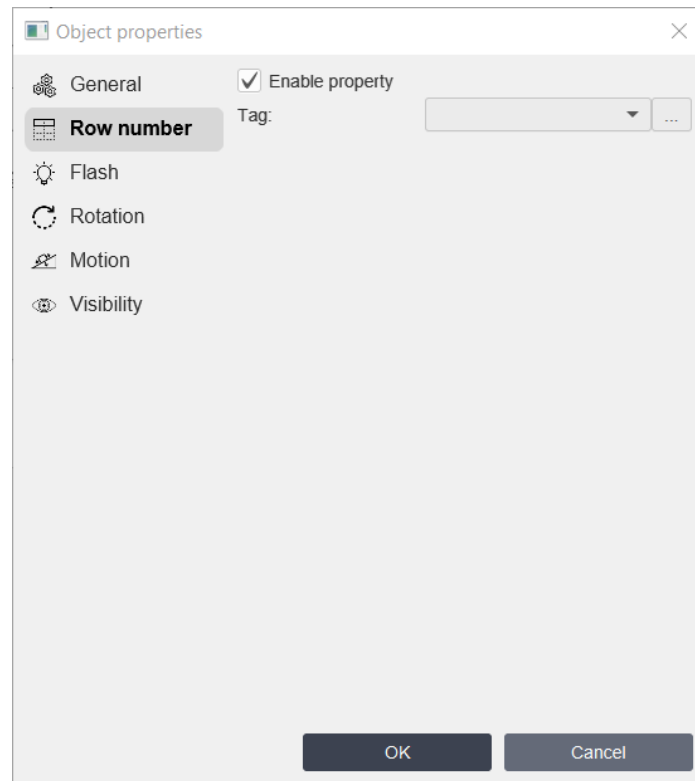 Object properties
General
Row number
Flash
Rotation
Motion
Visibility
Enable property
Tag:
...
OK
Cancel